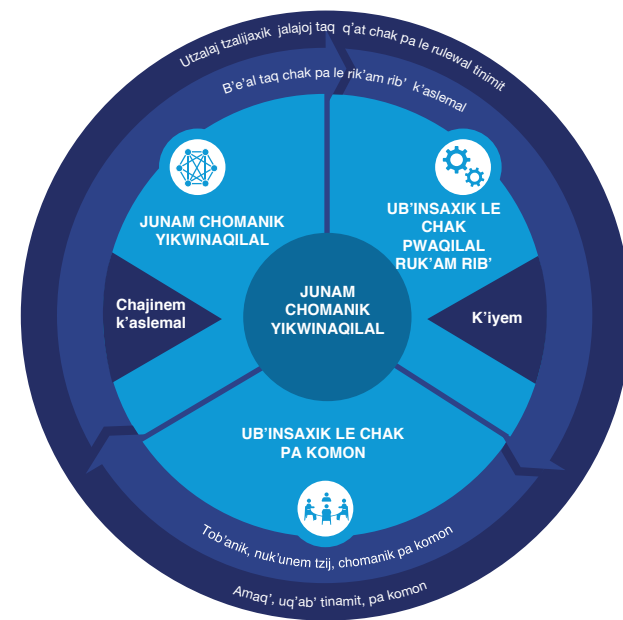 Utzalaj tzalijaxik jalajoj taq q'at chak pa le rulewal tinimit
B'e'al taq chak pa le rik'am rib' k'aslemal
JUNAM CHOMANIK
YIKWINAQILAL
UB'INSAXIK LE
CHAK
PWAQILAL
RUK'AM RIB'
Chajinem
k'aslemal
JUNAM
CHOMANIK
YIKWINAQILAL
K'iyem
UB'INSAXIK LE CHAK
PA KOMON
Tob'anik, nuk'unem tzij, chomanik pa komon
Amaq', uq'ab' tinamit, pa komon